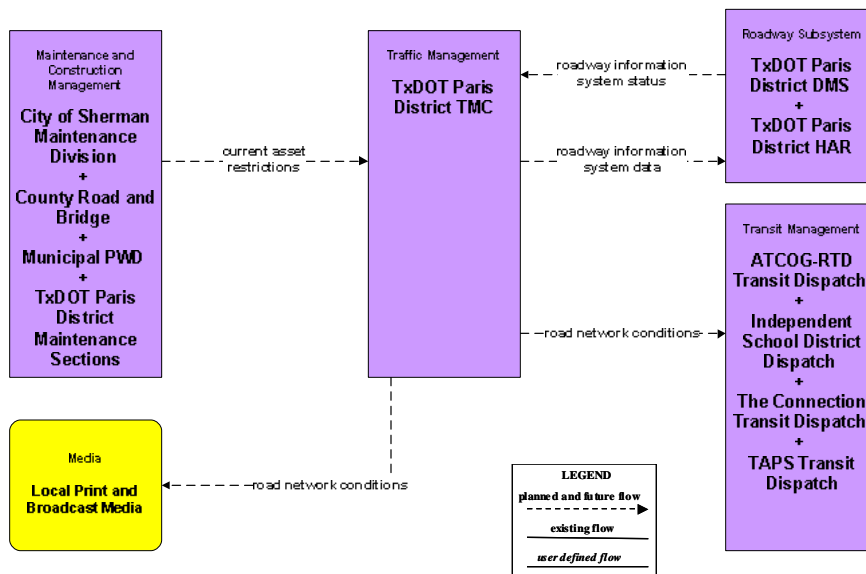 Maintenance and
Construction
Management
City of Sherman
Maintenance
Division
+
County Road and
Bridge
+
Municipal PWD
+
TxDOT Paris
District
Maintenance
Sections
current asset
restrictions
Traffic Management
TxDOT Paris
District TMC
roadway information
system status
roadway information
system data
road network conditions
Roadway Subsystem
TxDOT Paris
District DMS
+
TxDOT Paris
District HAR
Transit Management
ATCOG-RTD
Transit Dispatch
+
Independent
School District
Dispatch
+
The Connection
Transit Dispatch
+
TAPS Transit
Dispatch
Media
Local Print and
Broadcast Media
road network conditions
LEGEND
planned and future flow
existing flow
user defined flow